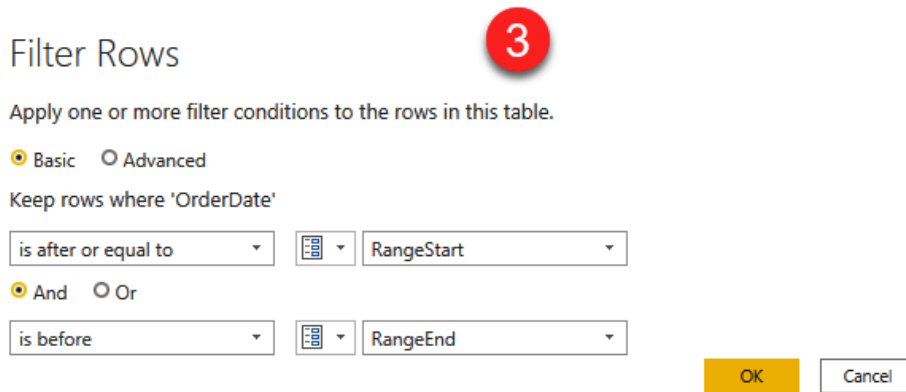 3
Filter Rows
Apply one or more filter conditions to the rows in this table.
Basic Advanced
Keep rows where 'OrderDate'
is after or equal to RangeStart
And Or
is before RangeEnd
OK Cancel